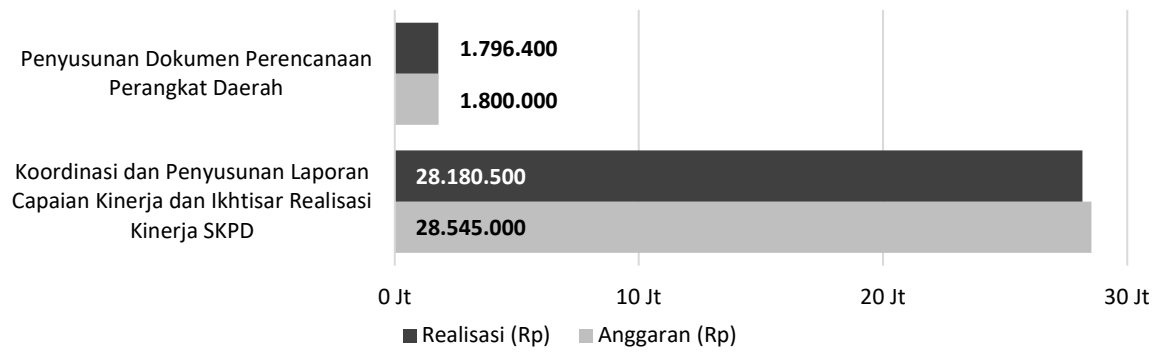 Penyusunan Dokumen Perencanaan
Perangkat Daerah
1.796.400
1.800.000
Koordinasi dan Penyusunan Laporan
Capaian Kinerja dan Ikhtisar Realisasi
Kinerja SKPD
28.180.500
28.545.000
0 Jt
10 Jt
20 Jt
30 Jt
Realisasi (Rp)
Anggaran (Rp)